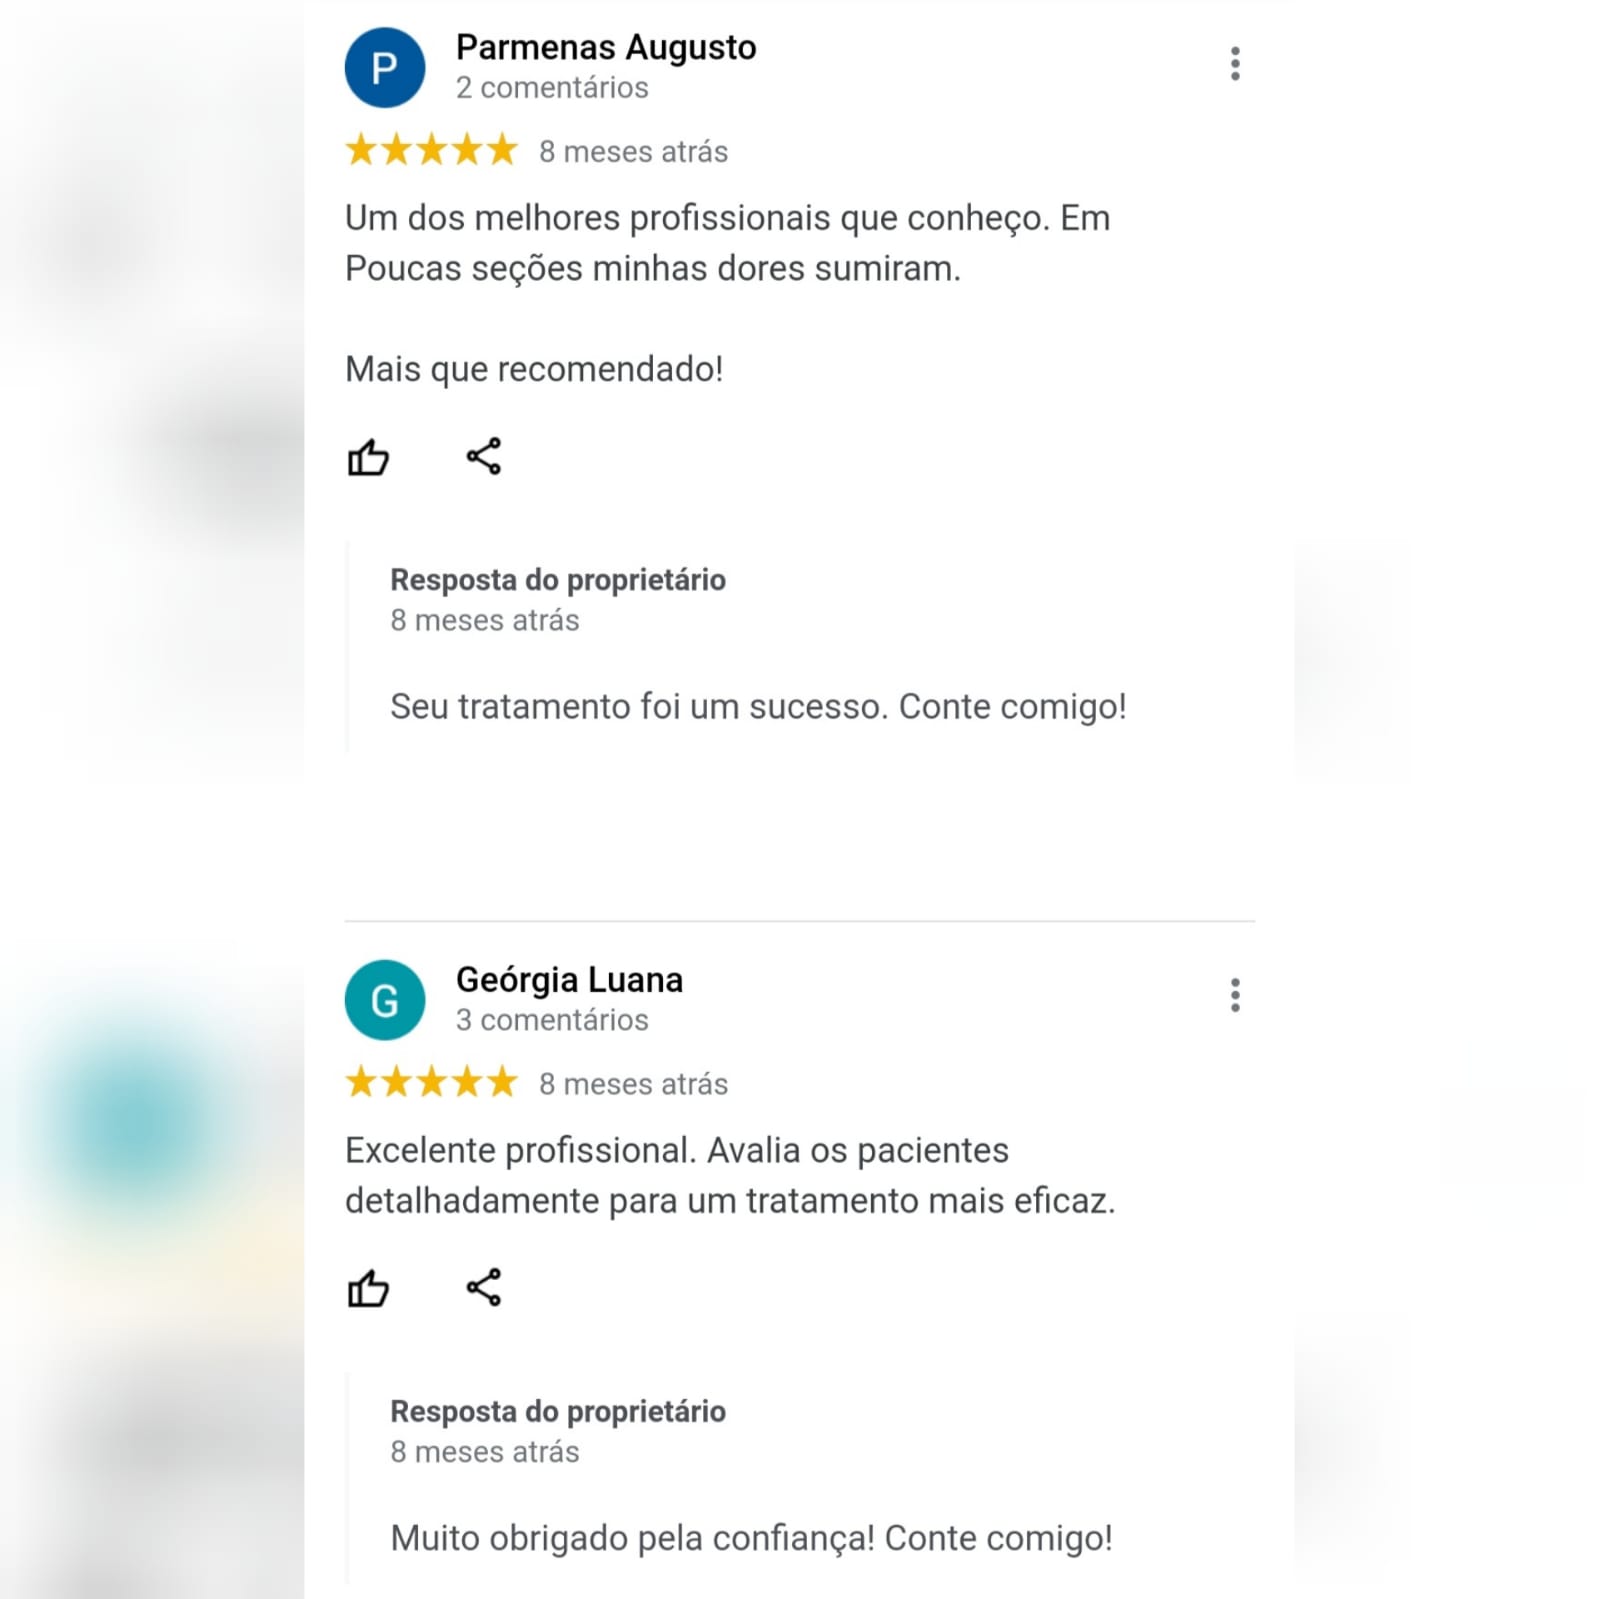 P
Parmenas Augusto
2 comentários
8 meses atrás
Um dos melhores profissionais que conheço. Em
Poucas seções minhas dores sumiram.
Mais que recomendado!
Resposta do proprietário
8 meses atrás
Seu tratamento foi um sucesso. Conte comigo!
G
Geórgia Luana
3 comentários
8 meses atrás
Excelente profissional. Avalia os pacientes
detalhadamente para um tratamento mais eficaz.
Resposta do proprietário
8 meses atrás
Muito obrigado pela confiança! Conte comigo!